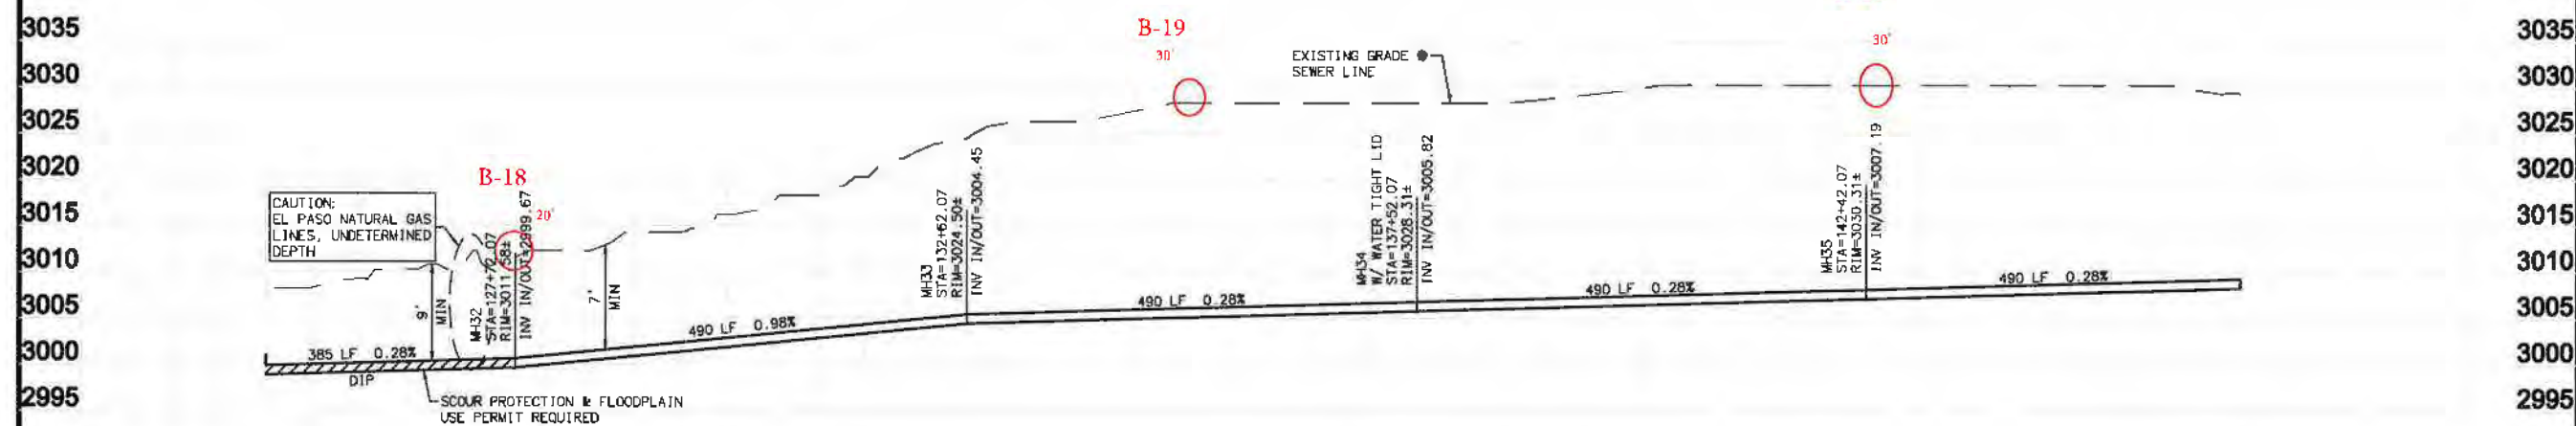 3035
3030
3025
3020
3015
3010
3005
3000
2995
CAUTION:
EL PASO NATURAL GAS
LINES, UNDETERMINED
DEPTH
9'
MIN
385 LF 0.28%
DIP
SCOUR PROTECTION & FLOODPLAIN
USE PERMIT REQUIRED
B-18
20'
MH32
STA=127+72.07
RIM=3011.58±
INV IN/OUT=2999.67
7'
MIN
490 LF 0.98%
MH33
STA=132+62.07
RIM=3024.50±
INV IN/OUT=3004.45
B-19
30'
490 LF 0.28%
EXISTING GRADE @
SEWER LINE
MH34
W/ WATER TIGHT LID
STA=137+52.07
RIM=3028.31±
INV IN/OUT=3005.82
490 LF 0.28%
30'
MH35
STA=142+42.07
RIM=3030.31±
INV IN/OUT=3007.19
490 LF 0.28%
3035
3030
3025
3020
3015
3010
3005
3000
2995